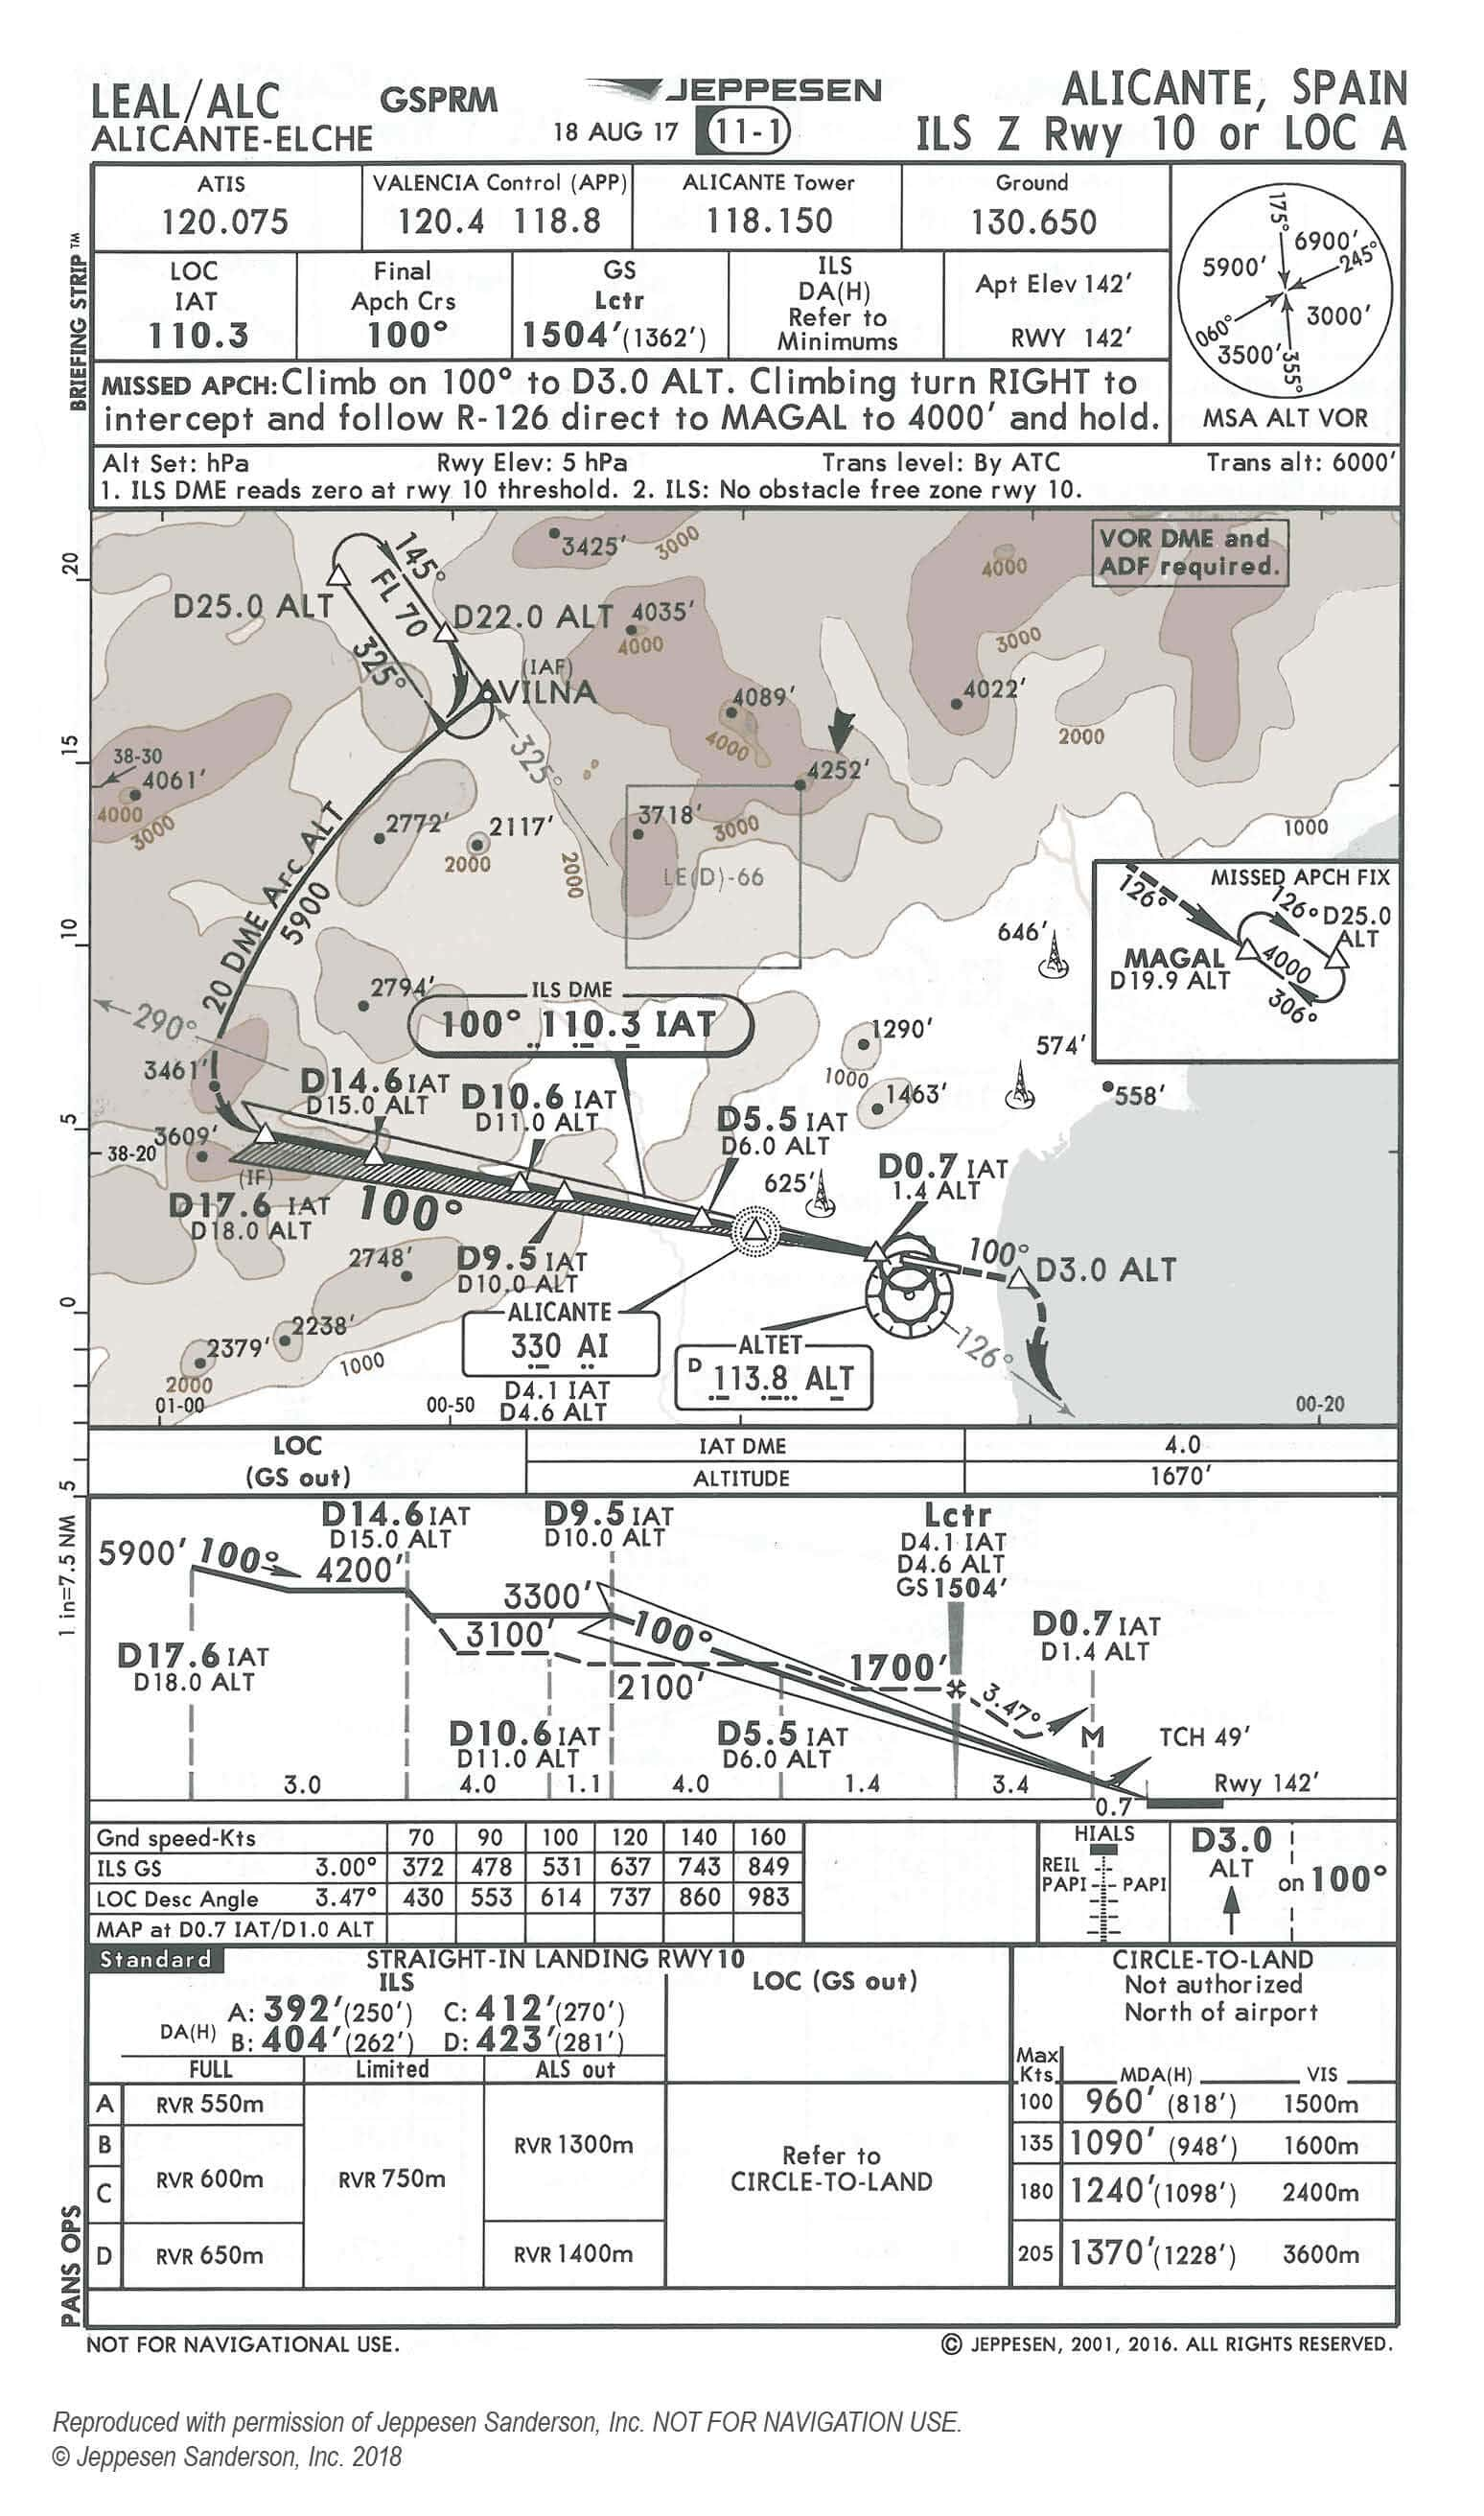 LEAL/ALC GSPRM JEPPESEN ALICANTE, SPAIN
ALICANTE-ELCHE 18 AUG 17 11-1 ILS Z Rwy 10 or LOC A
BRIEFING STRIP™
ATIS VALENCIA Control (APP) ALICANTE Tower Ground
120.075 120.4 118.8 118.150 130.650
LOC Final GS ILS
IAT Apch Crs Lctr DA(H) Apt Elev 142'
110.3 100° 1504'(1362') Refer to Minimums RWY 142'
175°
6900'
5900'
245°
3000'
060°
3500'
355°
MSA ALT VOR
MISSED APCH: Climb on 100° to D3.0 ALT. Climbing turn RIGHT to
intercept and follow R-126 direct to MAGAL to 4000' and hold.
Alt Set: hPa Rwy Elev: 5 hPa Trans level: By ATC Trans alt: 6000'
1. ILS DME reads zero at rwy 10 threshold. 2. ILS: No obstacle free zone rwy 10.
VOR DME and
ADF required.
20
15
10
5
0
5
1 in=7.5 NM
3425'
3000
4000
145°
FL 70
325°
D25.0 ALT
D22.0 ALT
4035'
4000
3000
(IAF)
VILNA
4089'
4000
4022'
2000
325°
4252'
38-30
4061'
4000
3000
2772'
2117'
2000
2000
3718'
3000
LE(D)-66
1000
20 DME Arc ALT
5900
MISSED APCH FIX
126°
126°
D25.0
ALT
MAGAL
D19.9 ALT
4000
306°
646'
2794'
ILS DME
100° 110.3 IAT
290°
3461'
1290'
1000
574'
1463'
558'
D14.6 IAT
D15.0 ALT
D10.6 IAT
D11.0 ALT
D5.5 IAT
D6.0 ALT
3609'
38-20
625'
D0.7 IAT
1.4 ALT
(IF)
D17.6 IAT
D18.0 ALT
100°
2748'
D9.5 IAT
D10.0 ALT
100°
D3.0 ALT
ALICANTE
330 AI
D4.1 IAT
D4.6 ALT
ALTET
D 113.8 ALT
126°
2238'
2379'
2000
1000
01-00
00-50
00-20
LOC IAT DME 4.0
(GS out) ALTITUDE 1670'
D14.6 IAT
D15.0 ALT
D9.5 IAT
D10.0 ALT
Lctr
D4.1 IAT
D4.6 ALT
GS 1504'
5900' 100° 4200'
3300'
3100'
100°
2100'
1700'
3.47°
D0.7 IAT
D1.4 ALT
M
D17.6 IAT
D18.0 ALT
D10.6 IAT
D11.0 ALT
D5.5 IAT
D6.0 ALT
TCH 49'
Rwy 142'
3.0 4.0 1.1 4.0 1.4 3.4 0.7
Gnd speed-Kts 70 90 100 120 140 160
ILS GS 3.00° 372 478 531 637 743 849
LOC Desc Angle 3.47° 430 553 614 737 860 983
MAP at D0.7 IAT/D1.0 ALT
HIALS
REIL
PAPI PAPI
D3.0
ALT
on 100°
Standard STRAIGHT-IN LANDING RWY10 CIRCLE-TO-LAND
ILS LOC (GS out) Not authorized
North of airport
DA(H)
A: 392'(250') C: 412'(270')
B: 404'(262') D: 423'(281')
FULL Limited ALS out
Max
Kts MDA(H) VIS
A RVR 550m 100 960' (818') 1500m
B RVR 1300m 135 1090' (948') 1600m
RVR 600m RVR 750m Refer to
CIRCLE-TO-LAND
C 180 1240'(1098') 2400m
D RVR 650m RVR 1400m 205 1370'(1228') 3600m
PANS OPS
NOT FOR NAVIGATIONAL USE. © JEPPESEN, 2001, 2016. ALL RIGHTS RESERVED.
Reproduced with permission of Jeppesen Sanderson, Inc. NOT FOR NAVIGATION USE.
© Jeppesen Sanderson, Inc. 2018